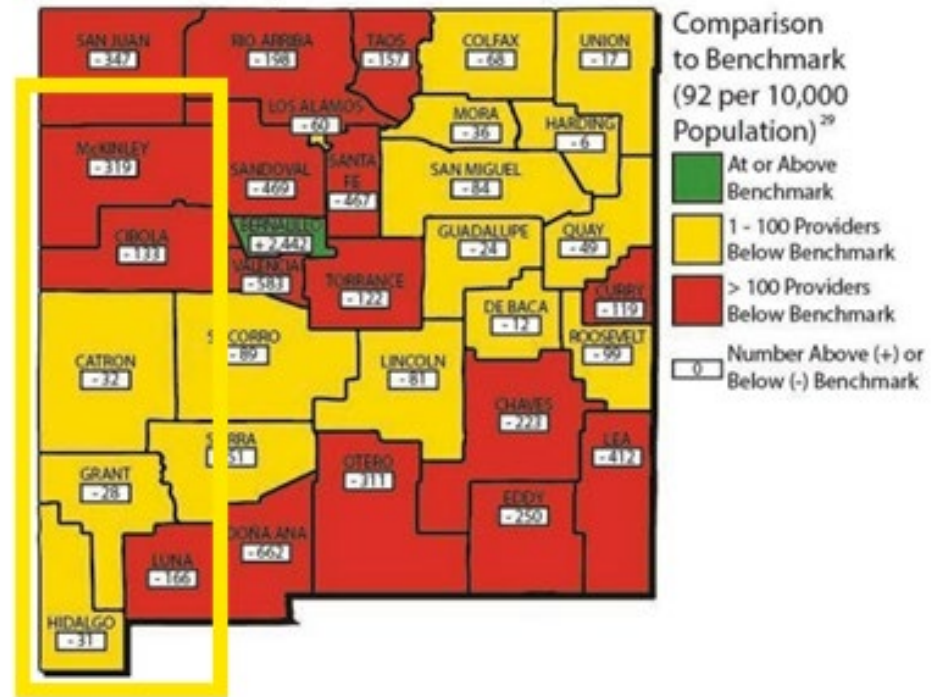 SAN JUAN
- 347
RIO ARRIBA
- 198
TAOS
- 157
COLFAX
- 68
UNION
- 17
LOS ALAMOS
- 60
MORA
- 36
HARDING
- 6
McKINLEY
- 319
SANDOVAL
- 469
SANTA
FE
- 467
SAN MIGUEL
- 84
CIBOLA
- 133
BERNALILLO
+ 2,442
GUADALUPE
- 24
QUAY
- 49
VALENCIA
- 583
TORRANCE
- 122
CURRY
- 119
DE BACA
- 12
ROOSEVELT
- 99
CATRON
- 32
CORRO
- 89
LINCOLN
- 81
CHAVES
- 223
LEA
- 412
GRANT
- 28
RRA
51
OTERO
- 311
EDDY
- 250
LUNA
- 166
DOÑA ANA
- 662
HIDALGO
- 31
Comparison
to Benchmark
(92 per 10,000
Population) 29
At or Above
Benchmark
1 - 100 Providers
Below Benchmark
> 100 Providers
Below Benchmark
0
Number Above (+) or
Below (-) Benchmark